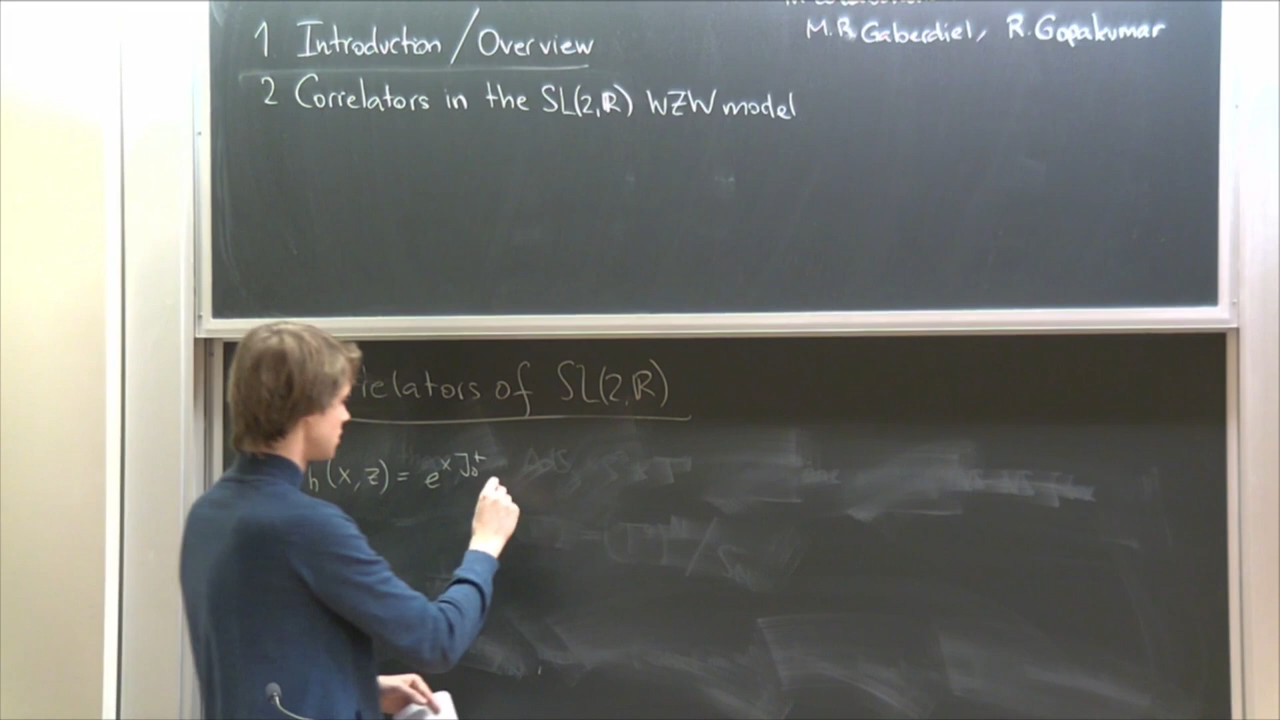 M.R. Gaberdiel, R. Gopakumar
1 Introduction / Overview
2 Correlators in the SL(2,R) WZW model
relators of SL(2,R)
h(x,z) = e^{xJ_0^+}